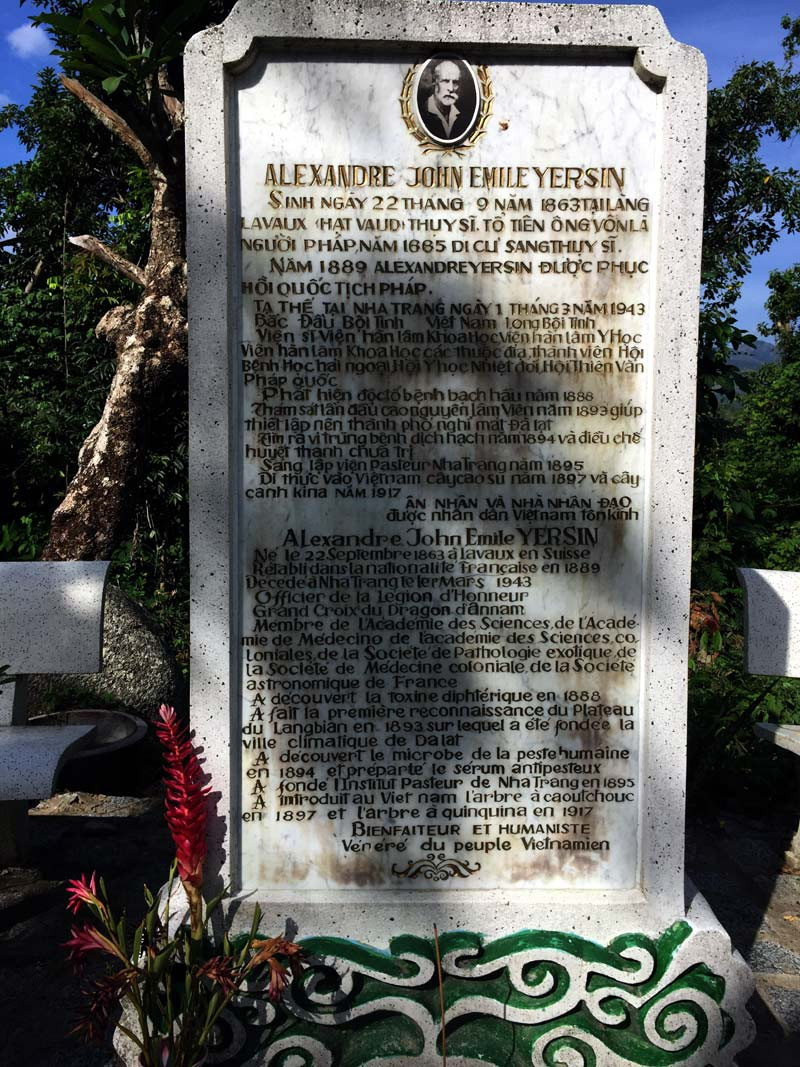 ALEXANDRE JOHN EMILE YERSIN
SINH NGÀY 22 THÁNG 9 NĂM 1863 TẠI LÀNG
LAVAUX (HẠT VAUD) THUỴ SĨ. TỔ TIÊN ÔNG VỐN LÀ
NGƯỜI PHÁP, NĂM 1685 DI CƯ SANG THUỴ SĨ.
NĂM 1889 ALEXANDRE YERSIN ĐƯỢC PHỤC
HỒI QUỐC TỊCH PHÁP.
TẠ THẾ TẠI NHA TRANG NGÀY 1 THÁNG 3 NĂM 1943
Bắc Đẩu Bội Tinh Việt Nam Long Bội Tinh
Viện sĩ Viện hàn lâm Khoa Học, Viện hàn lâm Y Học
Viện hàn lâm Khoa Học các thuộc địa, thành viên Hội
Bệnh Học hải ngoại, Hội Y học Nhiệt đới, Hội Thiên Văn
Pháp quốc
Phát hiện độc tố bệnh bạch hầu năm 1888
Thám sát lần đầu cao nguyên Lâm Viên năm 1893 giúp
thiết lập nên thành phố nghỉ mát Đà Lạt
Tìm ra vi trùng bệnh dịch hạch năm 1894 và điều chế
huyết thanh chữa trị
Sáng lập viện Pasteur Nha Trang năm 1895
Di thực vào Việt nam cây cao su năm 1897 và cây
canh kina NĂM 1917
ÂN NHÂN VÀ NHÀ NHÂN ĐẠO
được nhân dân Việt nam tôn kính
Alexandre John Emile YERSIN
Né le 22 Septembre 1863 à Lavaux en Suisse
Rétabli dans la nationalité Française en 1889
Décédé à Nha Trang le 1er Mars 1943
Officier de la Légion d'Honneur
Grand Croix du Dragon d'Annam
Membre de l'Académie des Sciences, de l'Acadé-
mie de Médecino de l'academie des Sciences, co-
loniales, de la Société de Pathologie exotique, de
la Société de Médecine coloniale, de la Société
astronomique de France
A découvert la toxine diphtérique en 1888
A fait la première reconnaissance du Plateau
du Langbian en 1893 sur lequel a été fondée la
ville climatique de Dalat
A découvert le microbe de la peste humaine
en 1894 et préparé le sérum antipesteux
A fondé l'Institut Pasteur de Nha Trang en 1895
A introduit au Viet nam l'arbre à caoutchouc
en 1897 et l'arbre à quinquina en 1917
BIENFAITEUR ET HUMANISTE
Vénéré du peuple Vietnamien